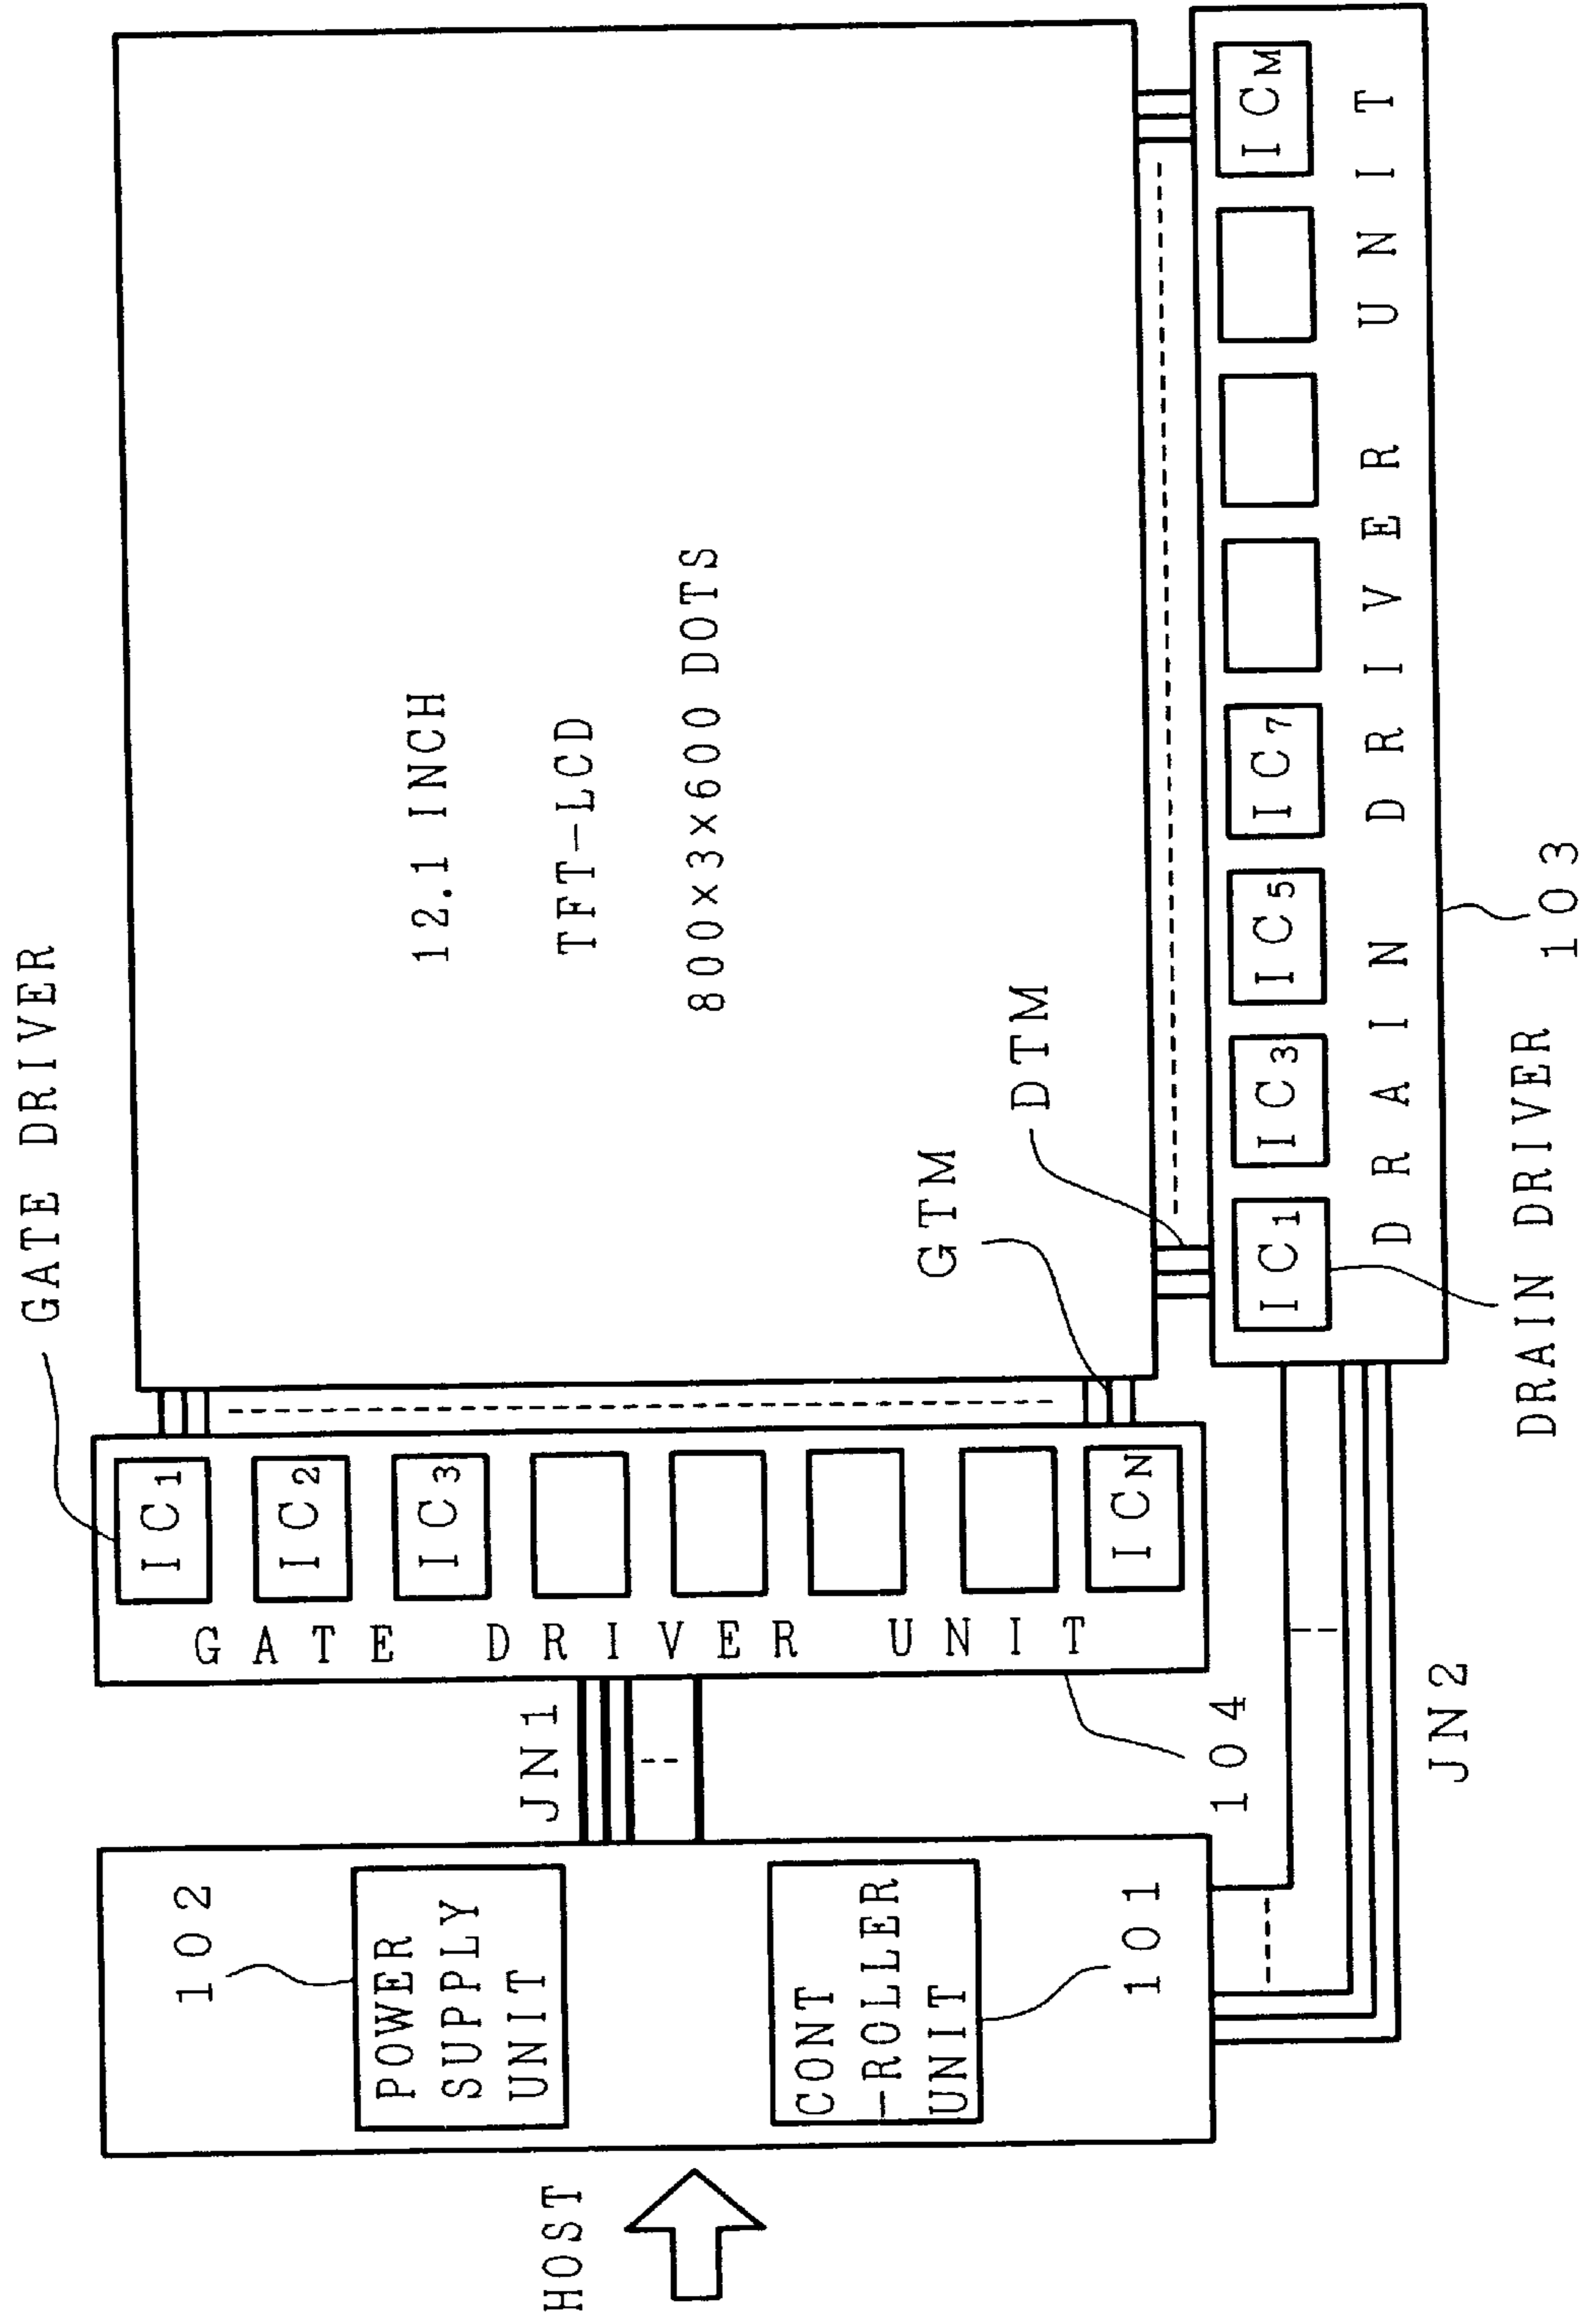 GATE DRIVER
12.1 INCH
TFT-LCD
800×3×600 DOTS
HOST
102
POWER
SUPPLY
UNIT
CONT
-ROLLER
UNIT
101
JN1
IC1
IC2
IC3
ICN
GATE DRIVER UNIT
104
GTM
DTM
IC1
IC3
IC5
IC7
ICM
DRAIN DRIVER UNIT
JN2
DRAIN DRIVER
103